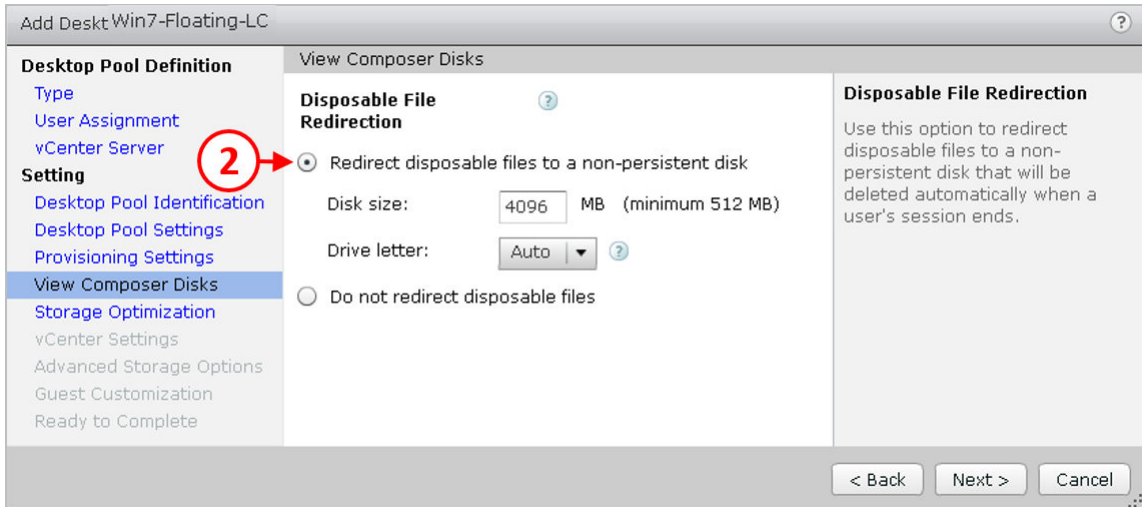 Add Deskt Win7-Floating-LC
?
Desktop Pool Definition
Type
User Assignment
vCenter Server
Setting
Desktop Pool Identification
Desktop Pool Settings
Provisioning Settings
View Composer Disks
Storage Optimization
vCenter Settings
Advanced Storage Options
Guest Customization
Ready to Complete
View Composer Disks
Disposable File ?
Redirection
2
Redirect disposable files to a non-persistent disk
Disk size: 4096 MB (minimum 512 MB)
Drive letter: Auto ?
Do not redirect disposable files
Disposable File Redirection
Use this option to redirect
disposable files to a non-
persistent disk that will be
deleted automatically when a
user's session ends.
< Back Next > Cancel